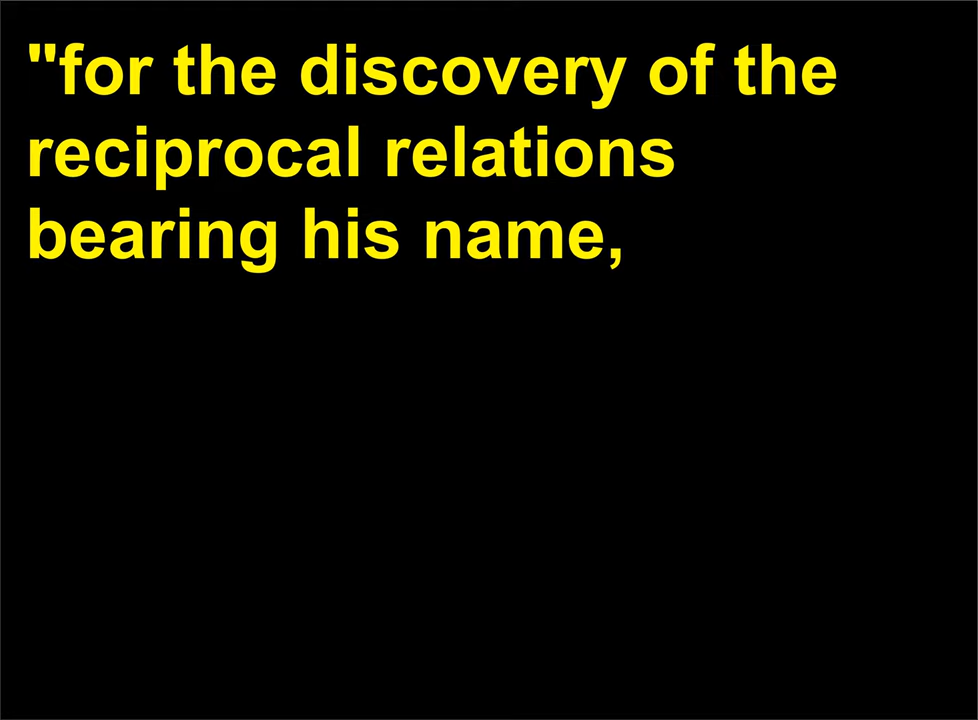 "for the discovery of the
reciprocal relations
bearing his name,